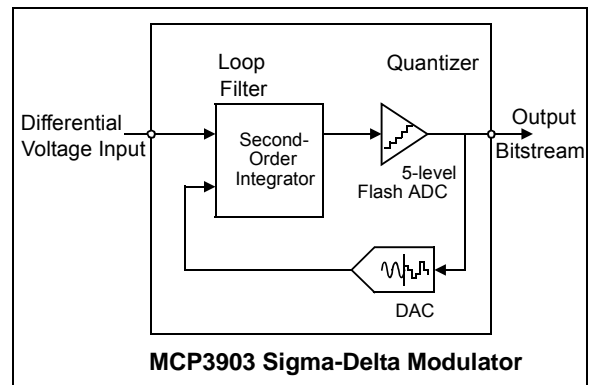 Loop
Filter
Quantizer
Differential
Voltage Input
Second-
Order
Integrator
Output
Bitstream
5-level
Flash ADC
DAC
MCP3903 Sigma-Delta Modulator